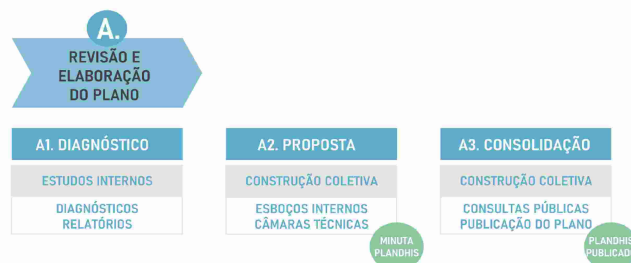 A.
REVISÃO E
ELABORAÇÃO
DO PLANO
A1. DIAGNÓSTICO
ESTUDOS INTERNOS
DIAGNÓSTICOS
RELATÓRIOS
A2. PROPOSTA
CONSTRUÇÃO COLETIVA
ESBOÇOS INTERNOS
CÂMARAS TÉCNICAS
MINUTA
PLANDHIS
A3. CONSOLIDAÇÃO
CONSTRUÇÃO COLETIVA
CONSULTAS PÚBLICAS
PUBLICAÇÃO DO PLANO
PLANDHIS
PUBLICAD